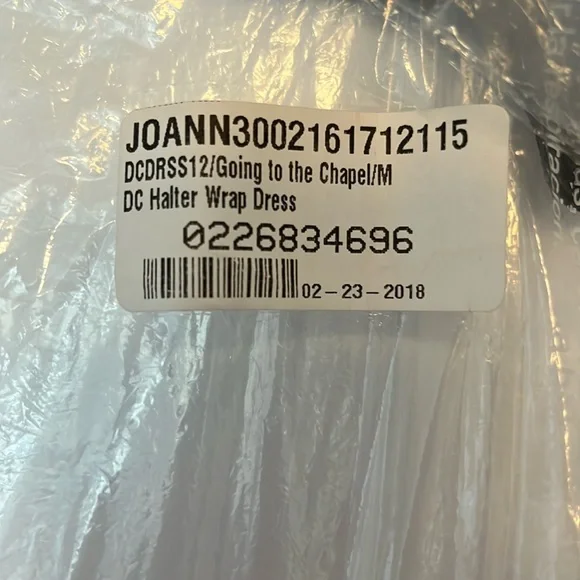 JOANN3002161712115
DCDRSS12/Going to the Chapel/M
DC Halter Wrap Dress
0226834696
02-23-2018